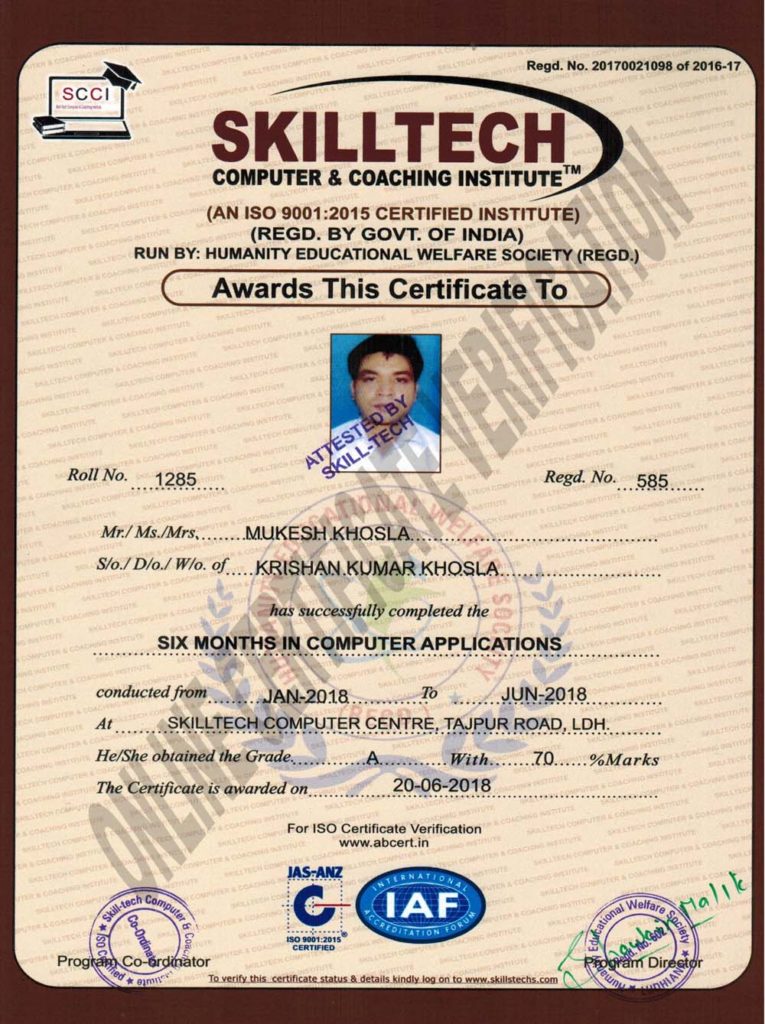 Regd. No. 20170021098 of 2016-17
SCCI
SKILLTECH
COMPUTER & COACHING INSTITUTE™
(AN ISO 9001:2015 CERTIFIED INSTITUTE)
(REGD. BY GOVT. OF INDIA)
RUN BY: HUMANITY EDUCATIONAL WELFARE SOCIETY (REGD.)
Awards This Certificate To
ATTESTED BY
SKILL-TECH
Roll No. 1285 Regd. No. 585
Mr./ Ms./Mrs. MUKESH KHOSLA
S/o./ D/o./ W/o. of KRISHAN KUMAR KHOSLA
has successfully completed the
SIX MONTHS IN COMPUTER APPLICATIONS
conducted from JAN-2018 To JUN-2018
At SKILLTECH COMPUTER CENTRE, TAJPUR ROAD, LDH.
He/She obtained the Grade. A With 70 %Marks
The Certificate is awarded on 20-06-2018
ONLINE CERTIFICATE VERIFICATION
For ISO Certificate Verification
www.abcert.in
JAS-ANZ
C
ISO 9001:2015
CERTIFIED
INTERNATIONAL
IAF
ACCREDITATION FORUM
Skill-tech Computer &
Co-Ordinator
Educational Welfare Society
Malik
Program Co-ordinator
Program Director
To verify this certificate status & details kindly log on to www.skillstechs.com